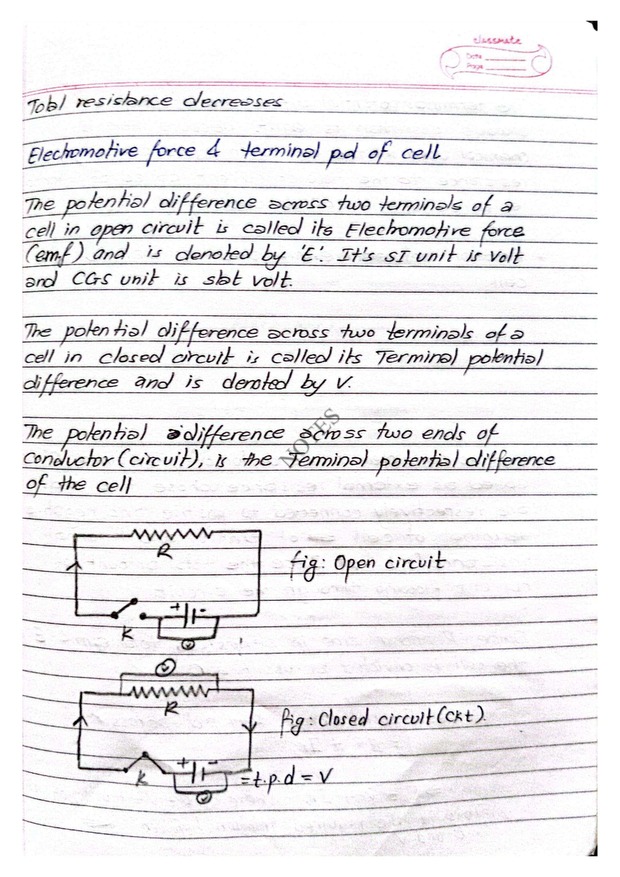 classmate
Date
Page
Total resistance decreases
Electromotive force & terminal p.d of cell
The potential difference across two terminals of a
cell in open circuit is called its Electromotive force
(emf) and is denoted by 'E'. It's SI unit is volt
and CGS unit is stat volt.
The potential difference across two terminals of a
cell in closed circuit is called its Terminal potential
difference and is denoted by V.
The potential difference across two ends of
conductor (circuit), is the Terminal potential difference
of the cell
NOTES
R
fig: Open circuit
K
+ -
V
V
R
fig: Closed circuit (ckt).
K
+ -
V
= t.p.d = V